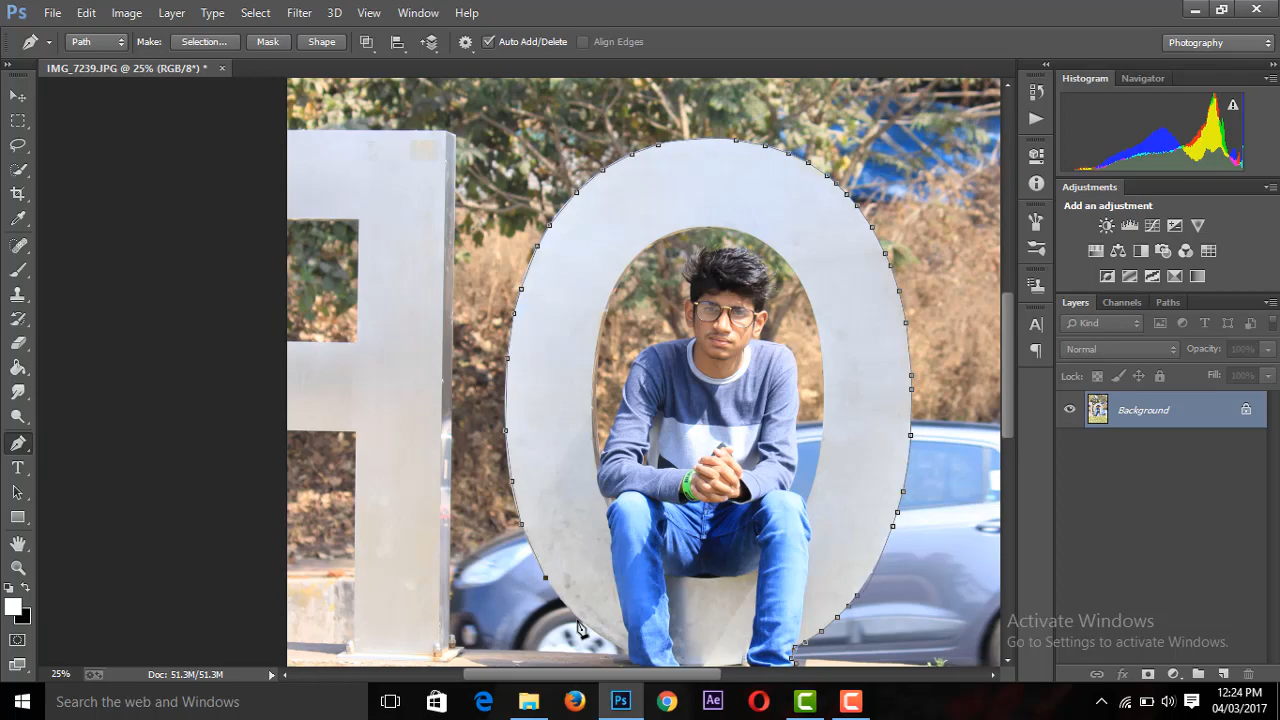 Ps File Edit Image Layer Type Select Filter 3D View Window Help
Path Make: Selection... Mask Shape Auto Add/Delete Align Edges Photography
IMG_7239.JPG @ 25% (RGB/8*) * ×
Histogram Navigator
Adjustments
Add an adjustment
Layers Channels Paths
Kind
Normal Opacity: 100%
Lock: Fill: 100%
Background
Activate Windows
Go to Settings to activate Windows.
25% Doc: 51.3M/51.3M
Search the web and Windows
Ps
Ae
12:24 PM
04/03/2017